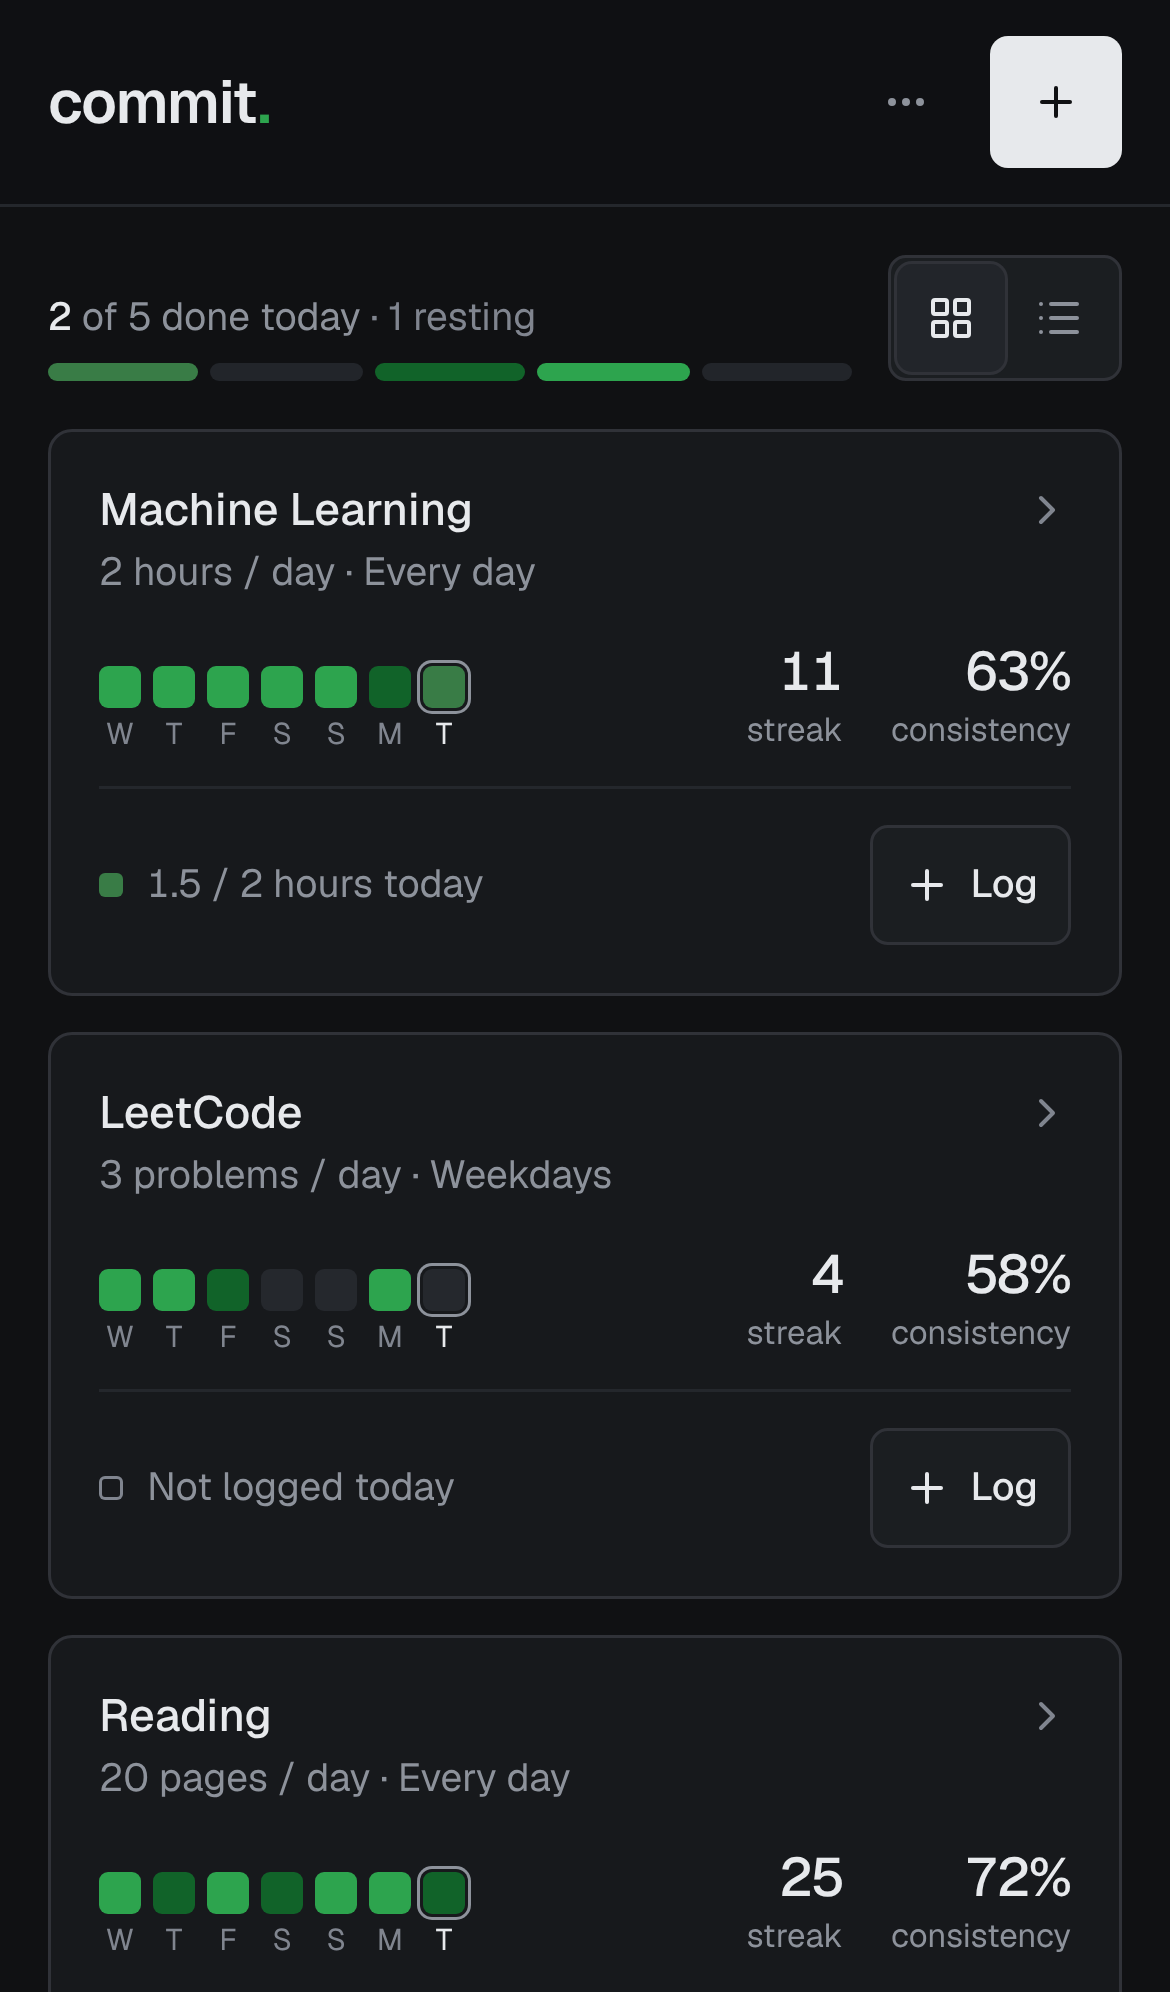 commit.
2 of 5 done today · 1 resting
Machine Learning
2 hours / day · Every day
W T F S S M T
11 63%
streak consistency
1.5 / 2 hours today
Log
LeetCode
3 problems / day · Weekdays
W T F S S M T
4 58%
streak consistency
Not logged today
Log
Reading
20 pages / day · Every day
W T F S S M T
25 72%
streak consistency